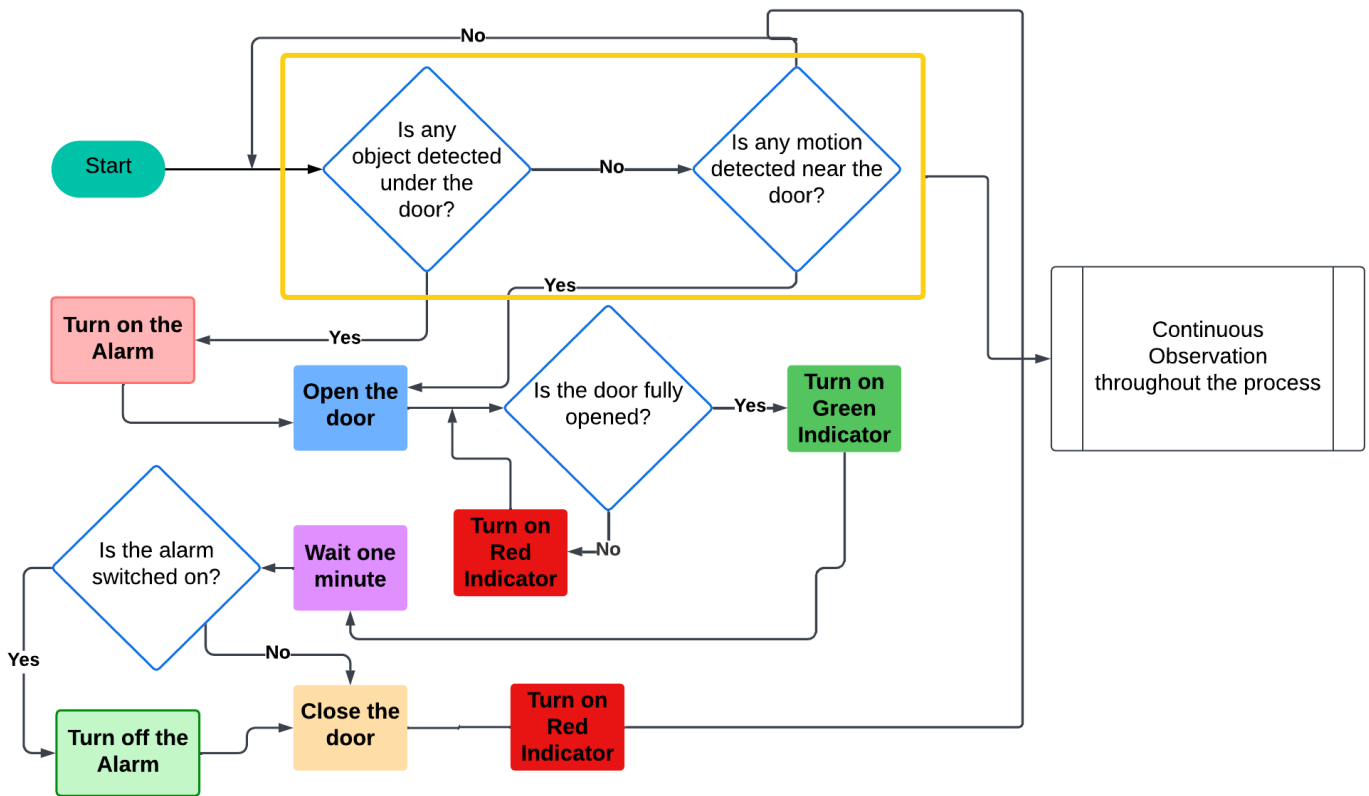 No
Start
Is any
object detected
under the
door?
No
Is any motion
detected near the
door?
Yes
Yes
Turn on the
Alarm
Open the
door
Is the door fully
opened?
Yes
Turn on
Green
Indicator
Continuous
Observation
throughout the process
No
Turn on
Red
Indicator
Wait one
minute
Is the alarm
switched on?
Yes
No
Turn off the
Alarm
Close the
door
Turn on
Red
Indicator